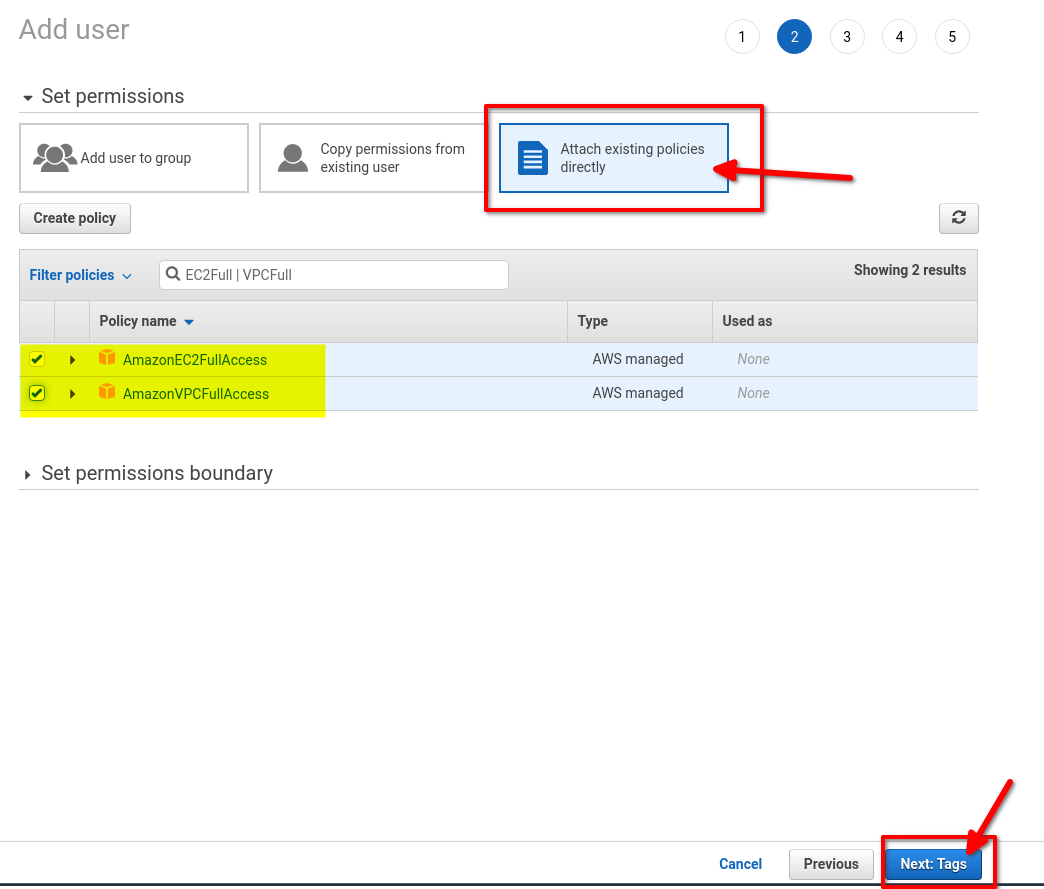 Add user
1 2 3 4 5
Set permissions
Add user to group
Copy permissions from
existing user
Attach existing policies
directly
Create policy
Filter policies
EC2Full | VPCFull
Showing 2 results
Policy name Type Used as
AmazonEC2FullAccess AWS managed None
AmazonVPCFullAccess AWS managed None
Set permissions boundary
Cancel Previous Next: Tags